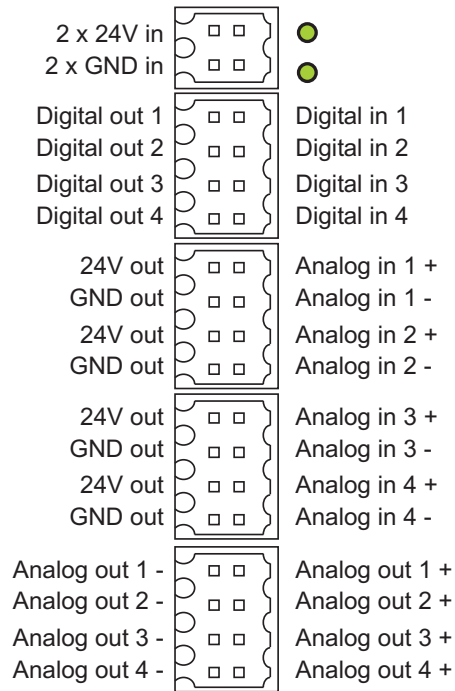 2 x 24V in
2 x GND in
Digital out 1 Digital in 1
Digital out 2 Digital in 2
Digital out 3 Digital in 3
Digital out 4 Digital in 4
24V out Analog in 1 +
GND out Analog in 1 -
24V out Analog in 2 +
GND out Analog in 2 -
24V out Analog in 3 +
GND out Analog in 3 -
24V out Analog in 4 +
GND out Analog in 4 -
Analog out 1 - Analog out 1 +
Analog out 2 - Analog out 2 +
Analog out 3 - Analog out 3 +
Analog out 4 - Analog out 4 +